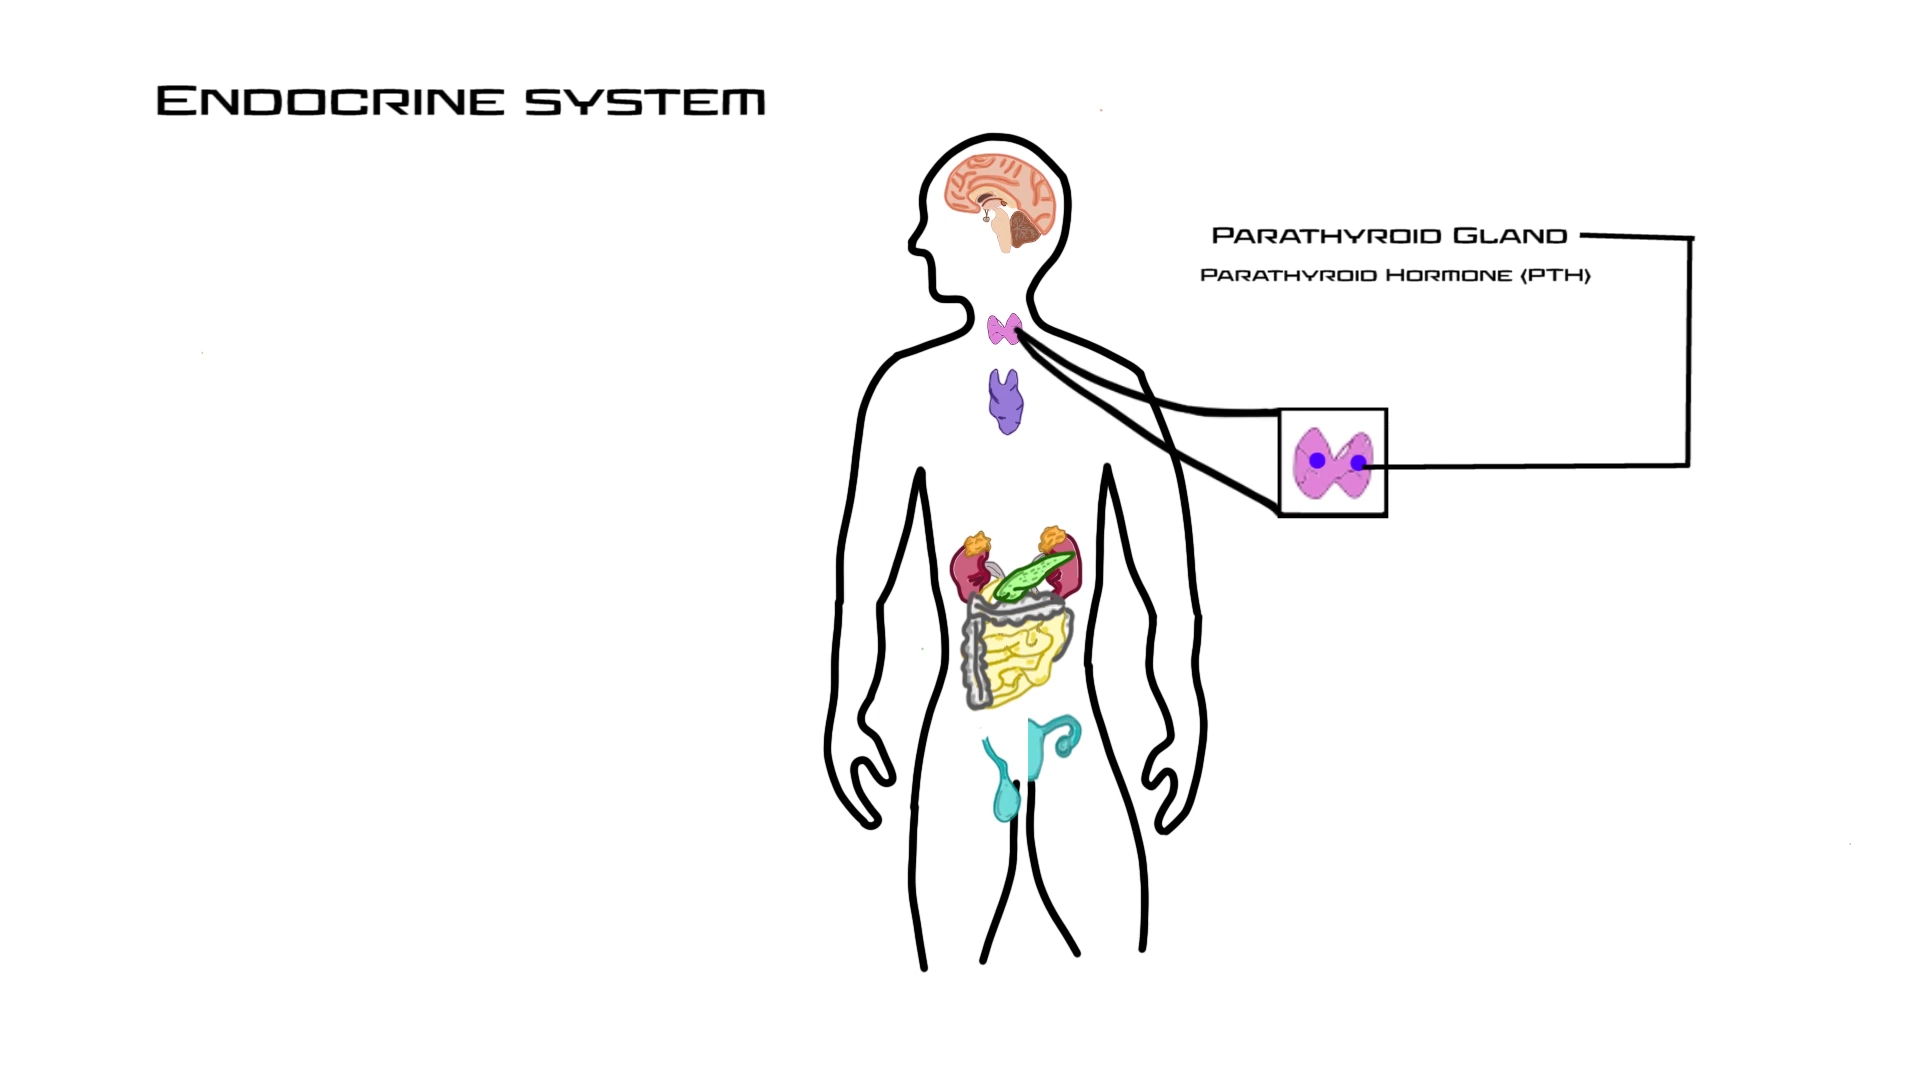 Endocrine system
Parathyroid Gland
Parathyroid Hormone (PTH)